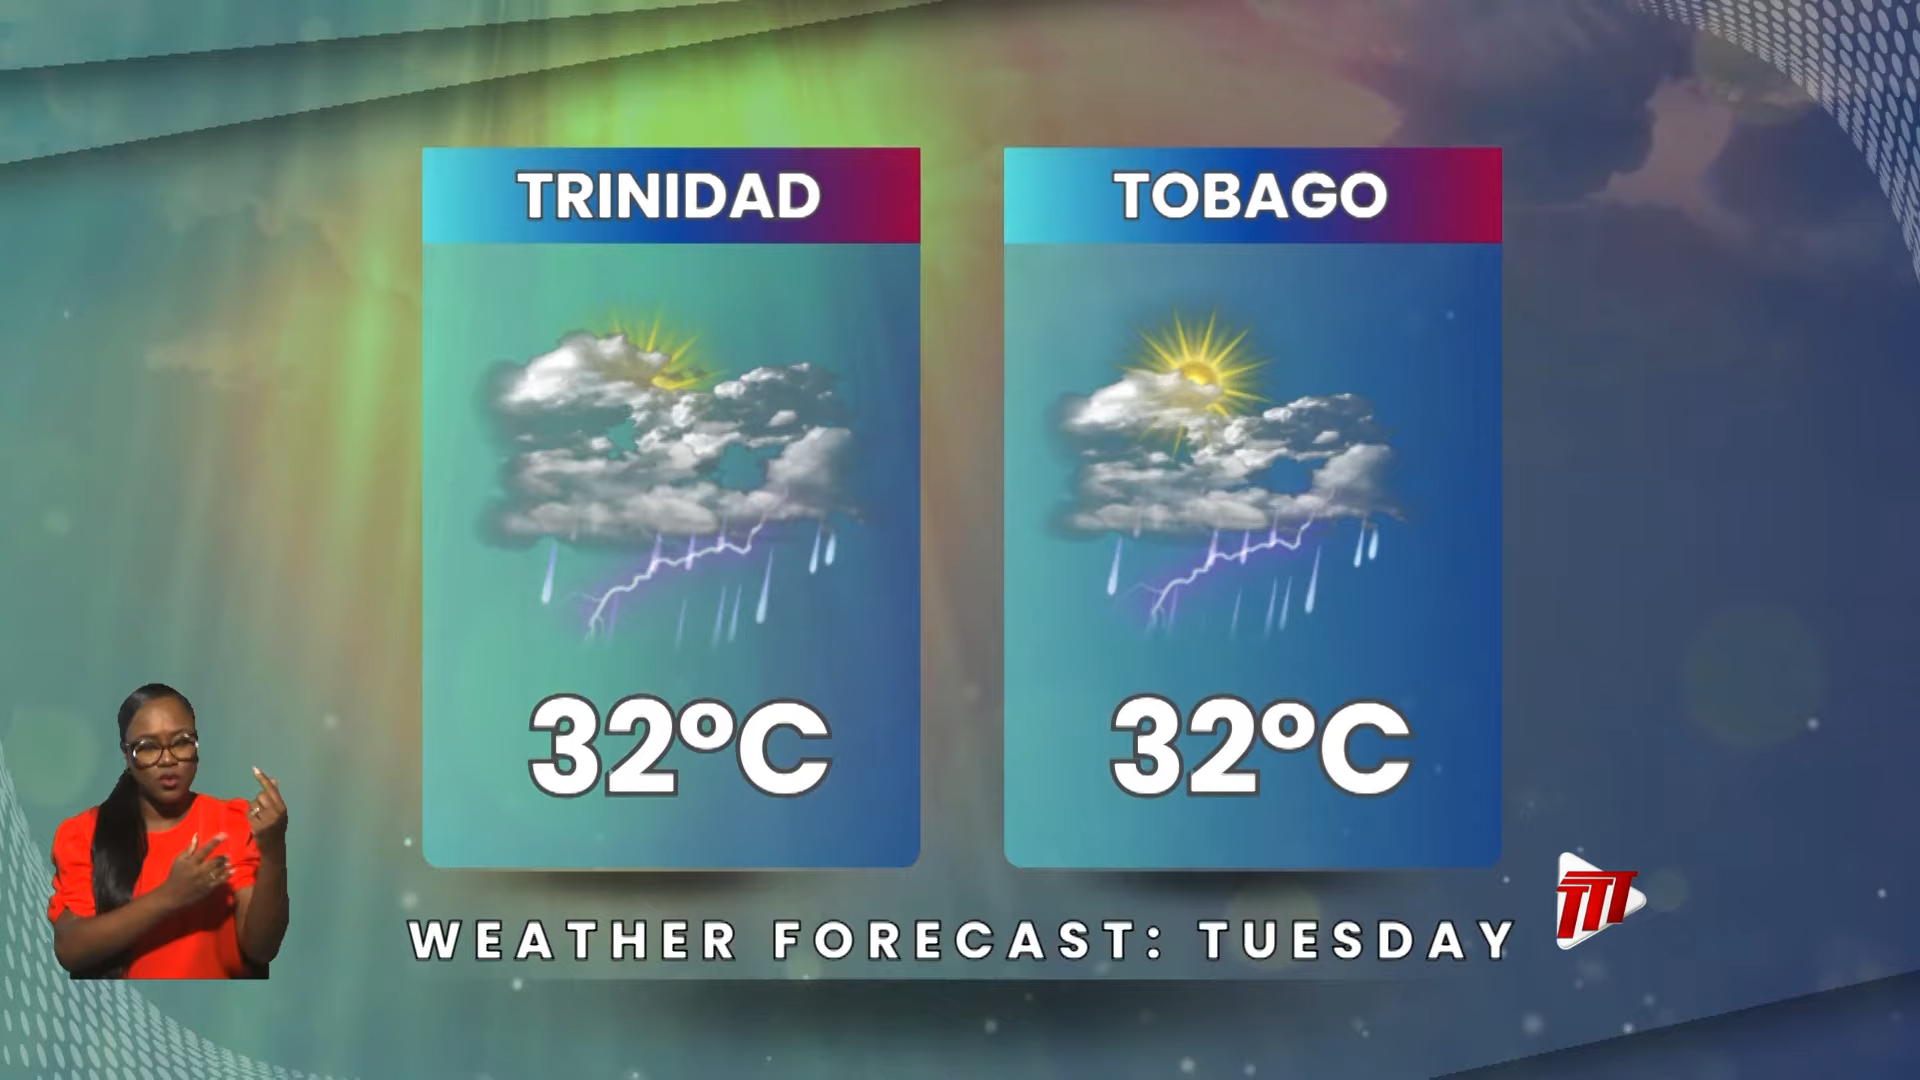 TRINIDAD
TOBAGO
32°C
32°C
WEATHER FORECAST: TUESDAY
TTT